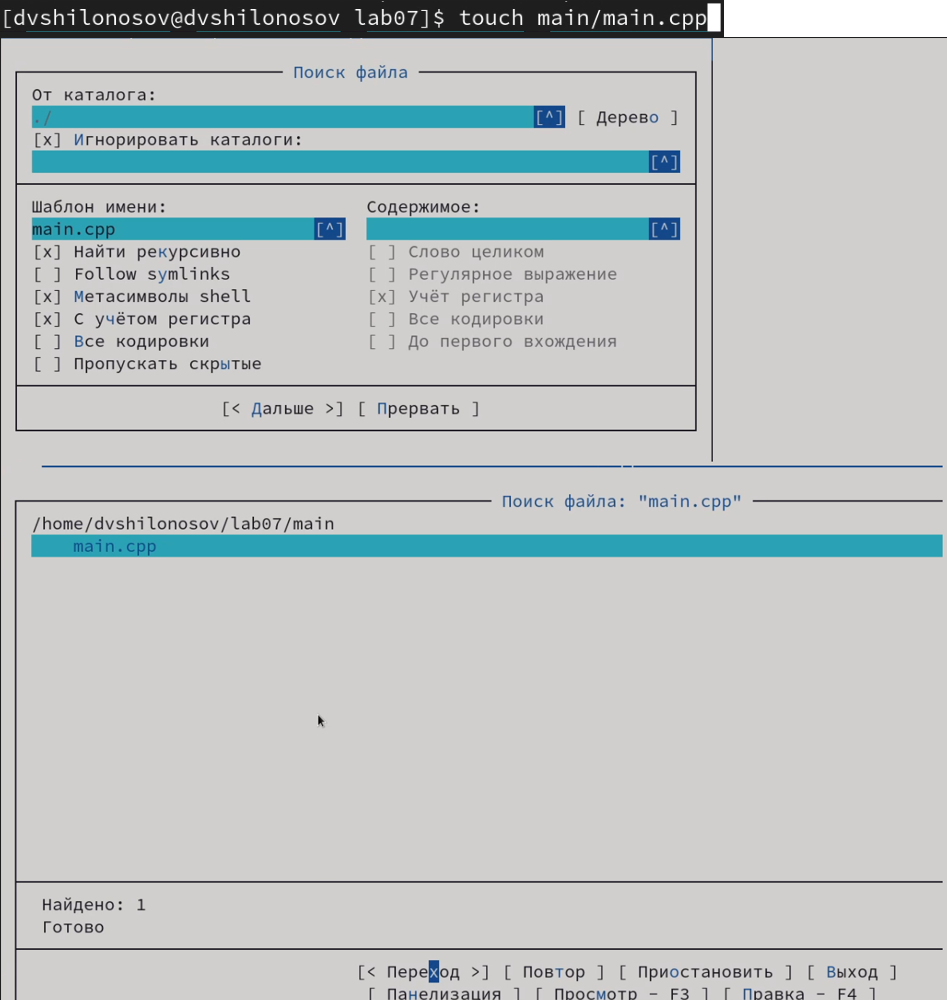 [dvshilonosov@dvshilonosov lab07]$ touch main/main.cpp
Поиск файла
От каталога:
./ [^] [ Дерево ]
[x] Игнорировать каталоги:
[^]
Шаблон имени: Содержимое:
main.cpp [^] [^]
[x] Найти рекурсивно [ ] Слово целиком
[ ] Follow symlinks [ ] Регулярное выражение
[x] Метасимволы shell [x] Учёт регистра
[x] С учётом регистра [ ] Все кодировки
[ ] Все кодировки [ ] До первого вхождения
[ ] Пропускать скрытые
[< Дальше >] [ Прервать ]
Поиск файла: "main.cpp"
/home/dvshilonosov/lab07/main
main.cpp
Найдено: 1
Готово
[< Переход >] [ Повтор ] [ Приостановить ] [ Выход ]
[ Панелизация ] [ Просмотр - F3 ] [ Правка - F4 ]